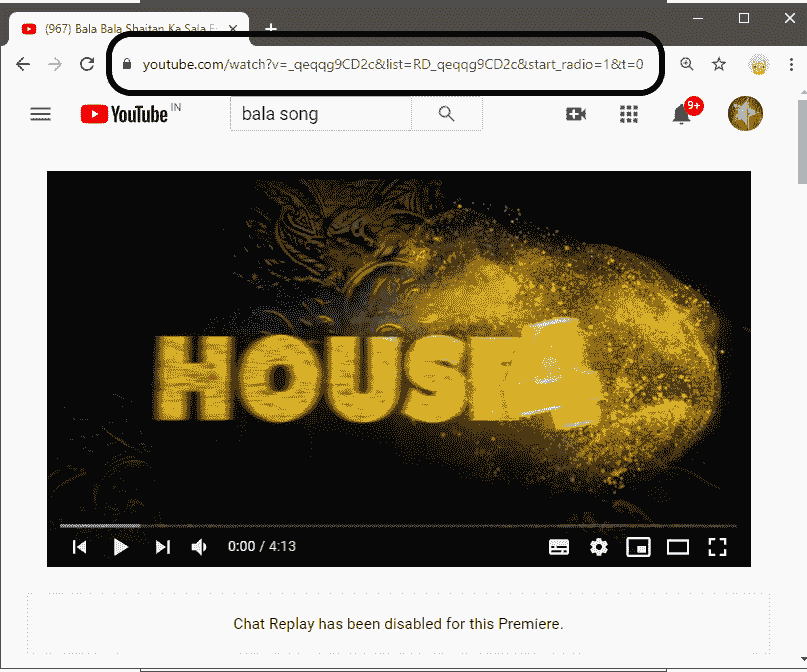 (967) Bala Bala Shaitan Ka Sala F
youtube.com/watch?v=_qeqqg9CD2c&list=RD_qeqqg9CD2c&start_radio=1&t=0
YouTube IN
bala song
9+
HOUSE
0:00 / 4:13
Chat Replay has been disabled for this Premiere.